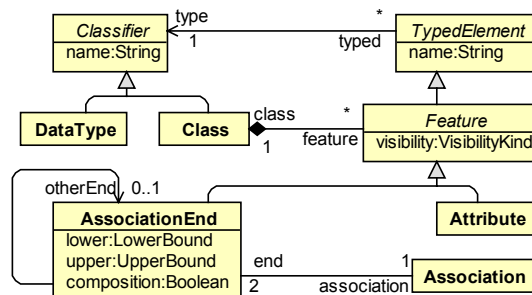 Classifier
name:String
type
1
*
typed
TypedElement
name:String
DataType
Class
class
1
*
feature
Feature
visibility:VisibilityKind
otherEnd
0..1
AssociationEnd
lower:LowerBound
upper:UpperBound
composition:Boolean
Attribute
end
2
1
association
Association